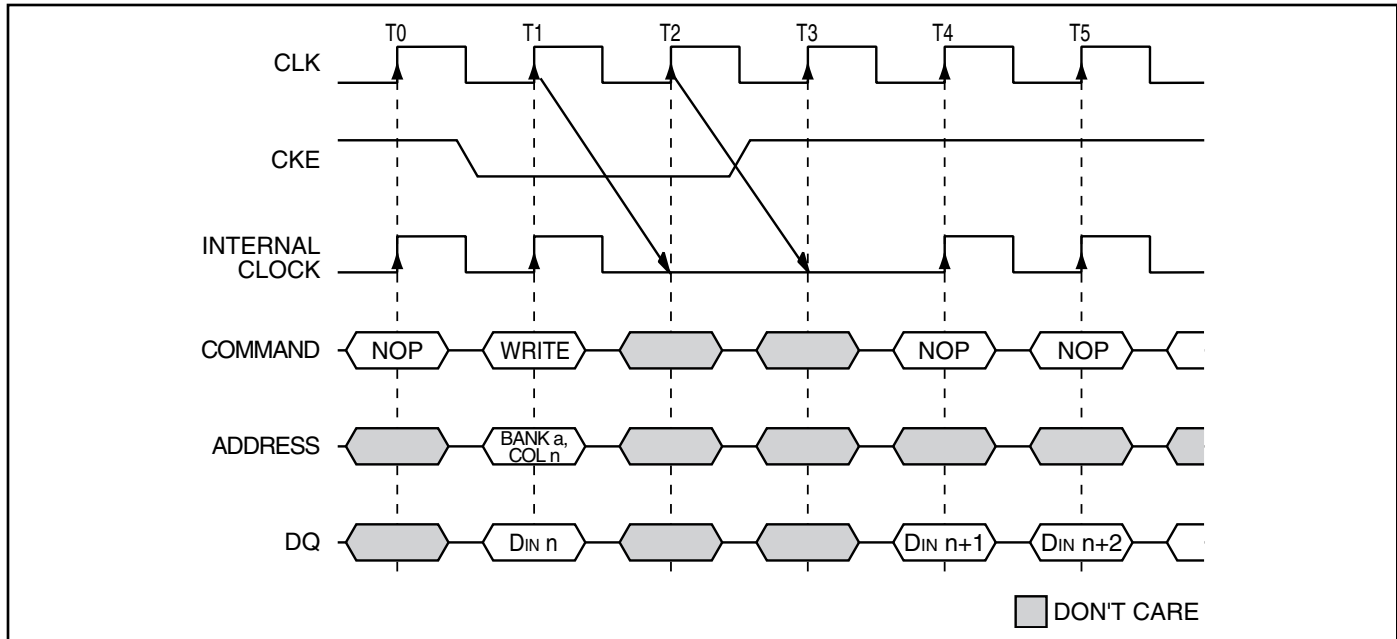 T0 T1 T2 T3 T4 T5
CLK
CKE
INTERNAL
CLOCK
COMMAND NOP WRITE NOP NOP
ADDRESS BANK a,
COL n
DQ DIN n DIN n+1 DIN n+2
DON'T CARE